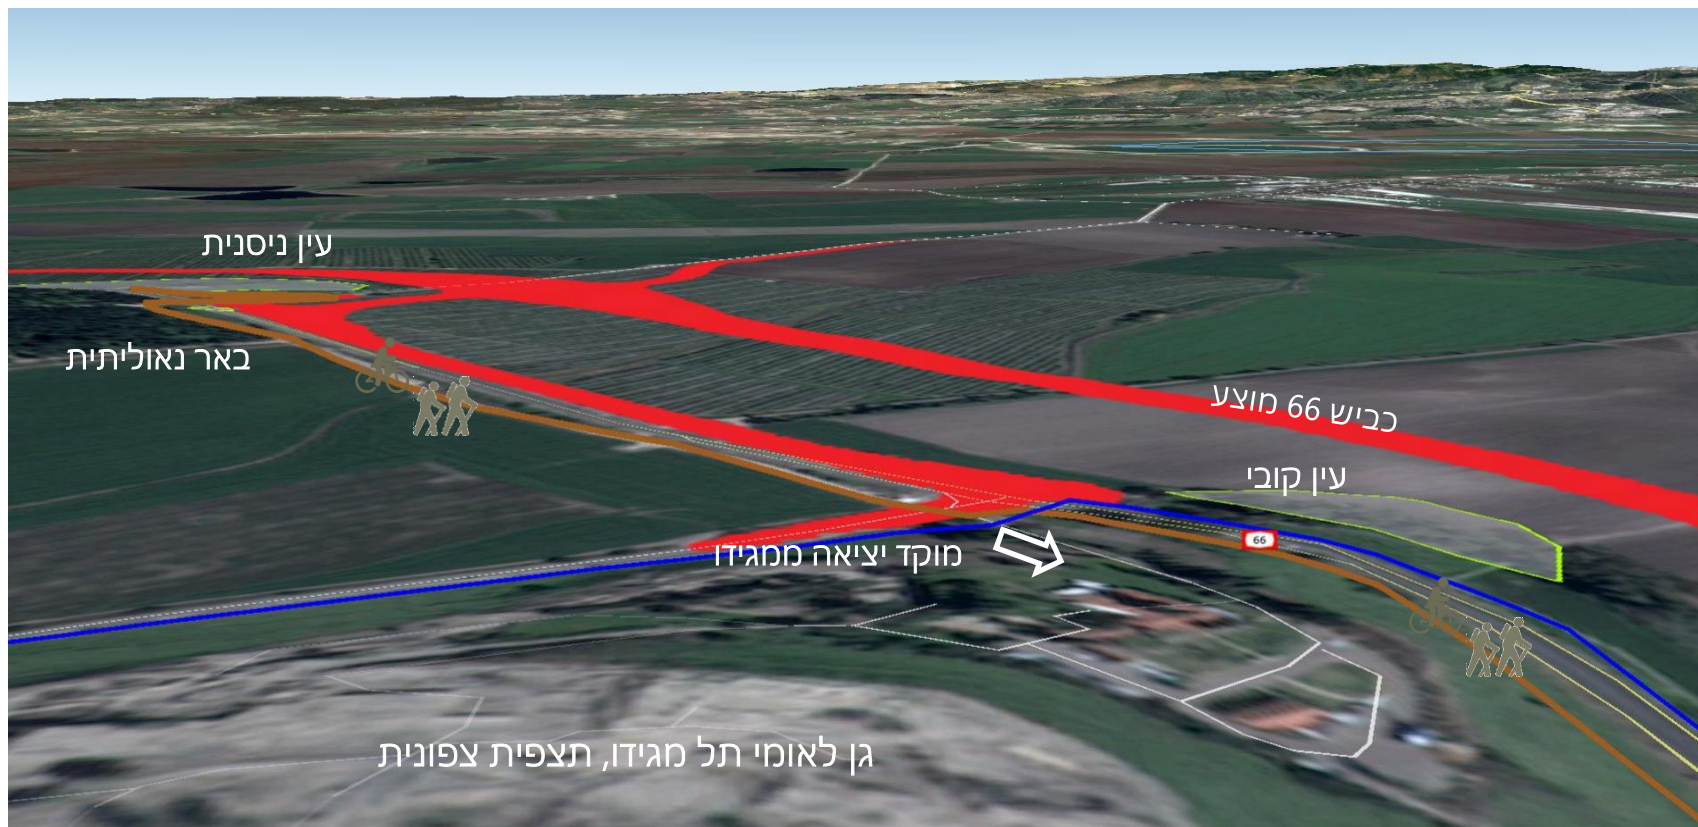 עין ניסנית
באר נאוליתית
כביש 66 מוצע
עין קובי
66
מוקד יציאה ממגידו
גן לאומי תל מגידו, תצפית צפונית